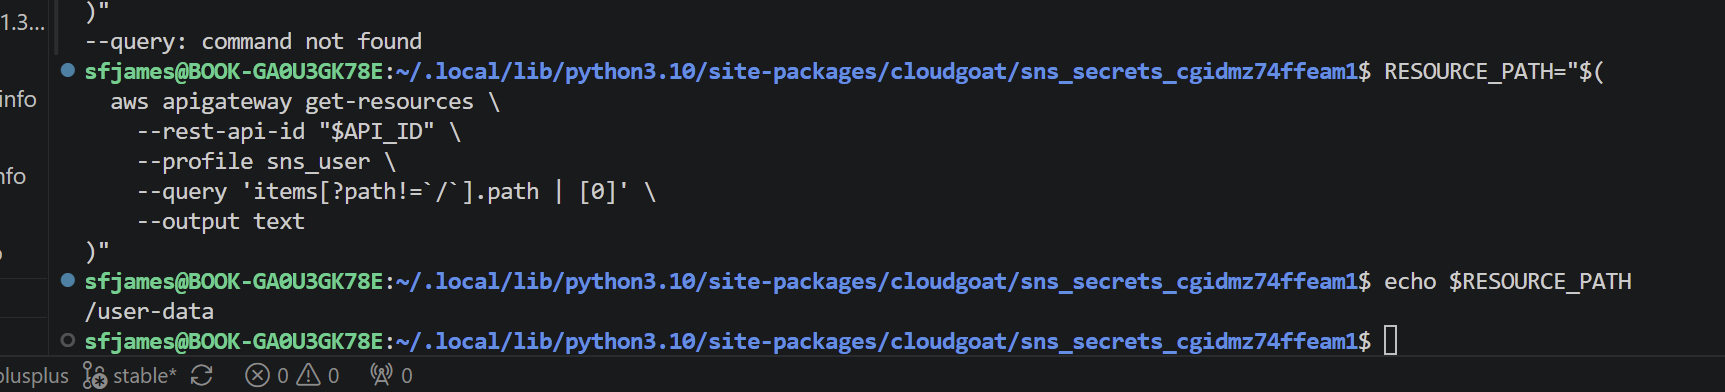 )"
1.3...
--query: command not found
sfjames@BOOK-GA0U3GK78E:~/.local/lib/python3.10/site-packages/cloudgoat/sns_secrets_cgidmz74ffeam1$ RESOURCE_PATH="$(
info
  aws apigateway get-resources \
    --rest-api-id "$API_ID" \
    --profile sns_user \
nfo
    --query 'items[?path!=`/`].path | [0]' \
    --output text
)"
sfjames@BOOK-GA0U3GK78E:~/.local/lib/python3.10/site-packages/cloudgoat/sns_secrets_cgidmz74ffeam1$ echo $RESOURCE_PATH
/user-data
sfjames@BOOK-GA0U3GK78E:~/.local/lib/python3.10/site-packages/cloudgoat/sns_secrets_cgidmz74ffeam1$
plusplus stable* 0 0 0